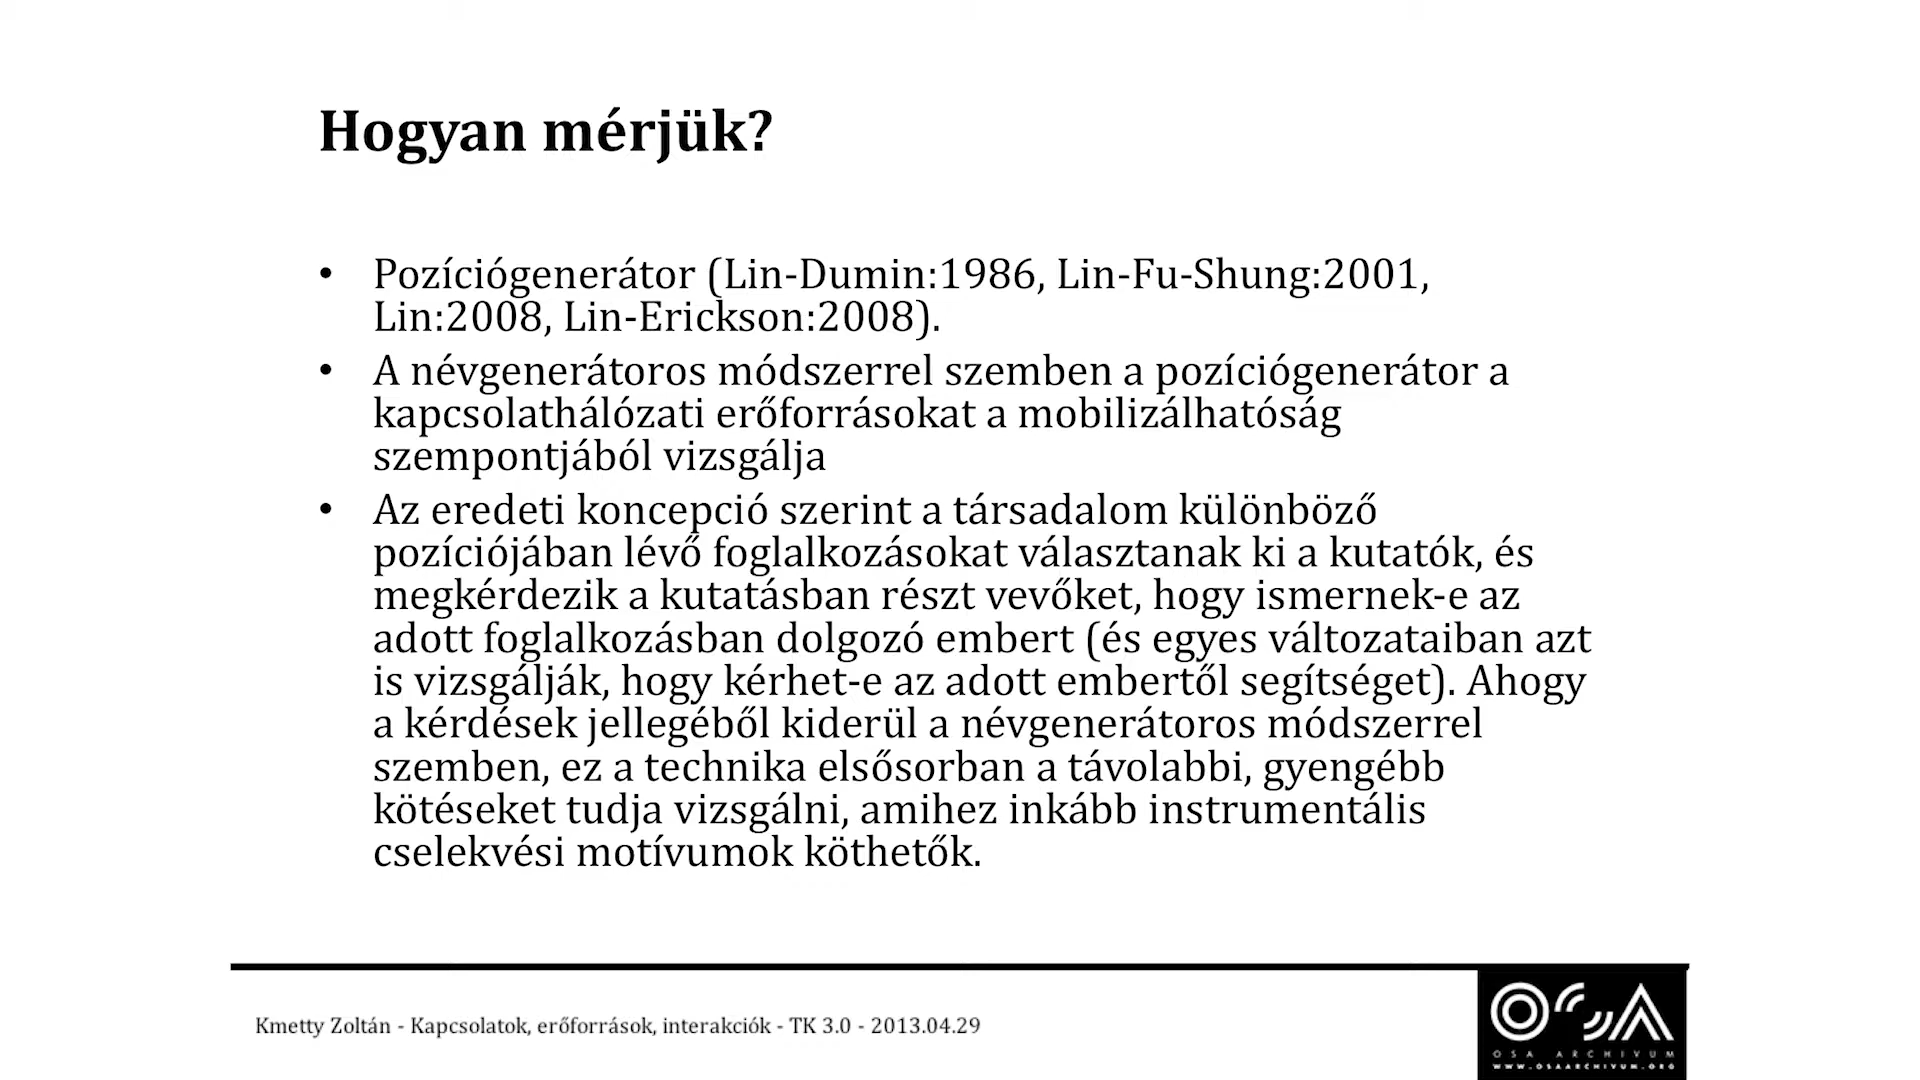 Hogyan mérjük?
• Pozíciógenerátor (Lin-Dumin:1986, Lin-Fu-Shung:2001,
Lin:2008, Lin-Erickson:2008).
• A névgenerátoros módszerrel szemben a pozíciógenerátor a
kapcsolathálózati erőforrásokat a mobilizálhatóság
szempontjából vizsgálja
• Az eredeti koncepció szerint a társadalom különböző
pozíciójában lévő foglalkozásokat választanak ki a kutatók, és
megkérdezik a kutatásban részt vevőket, hogy ismernek-e az
adott foglalkozásban dolgozó embert (és egyes változataiban azt
is vizsgálják, hogy kérhet-e az adott embertől segítséget). Ahogy
a kérdések jellegéből kiderül a névgenerátoros módszerrel
szemben, ez a technika elsősorban a távolabbi, gyengébb
kötéseket tudja vizsgálni, amihez inkább instrumentális
cselekvési motívumok köthetők.
Kmetty Zoltán - Kapcsolatok, erőforrások, interakciók - TK 3.0 - 2013.04.29
OSA
OSA ARCHIVUM
WWW.OSAARCHIVUM.ORG